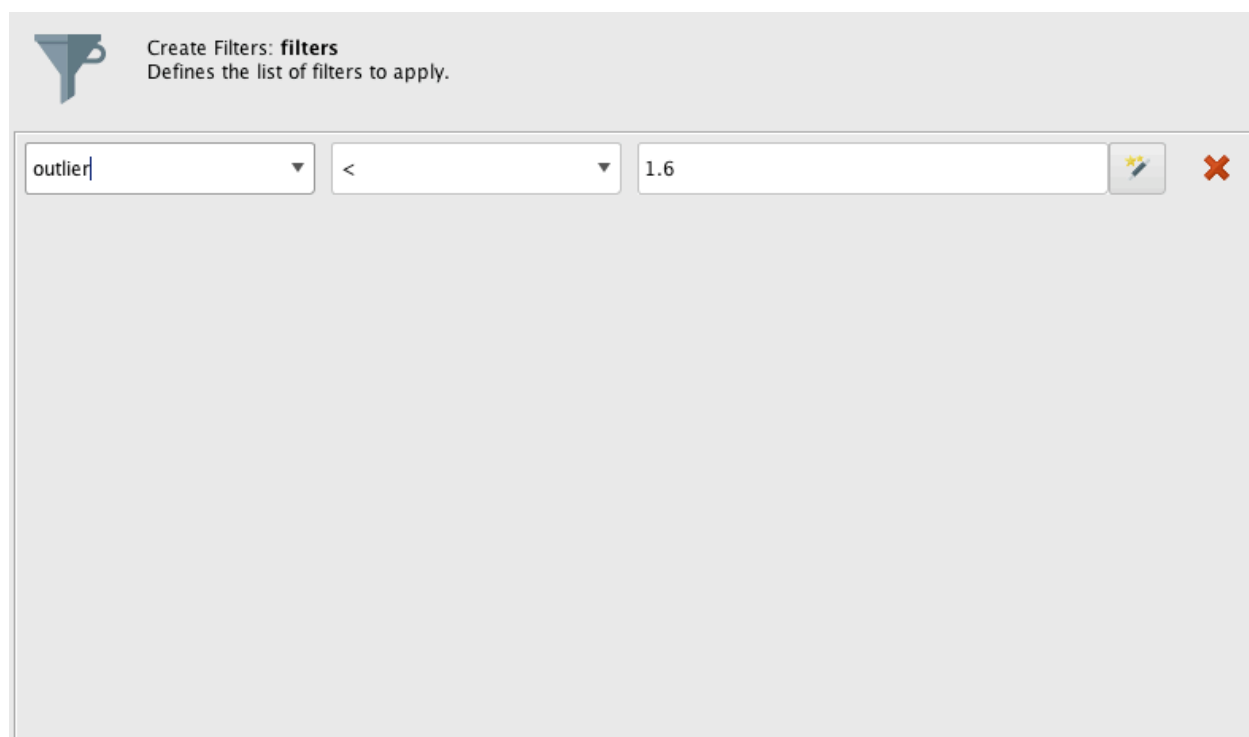 Create Filters: filters
Defines the list of filters to apply.
outlier < 1.6